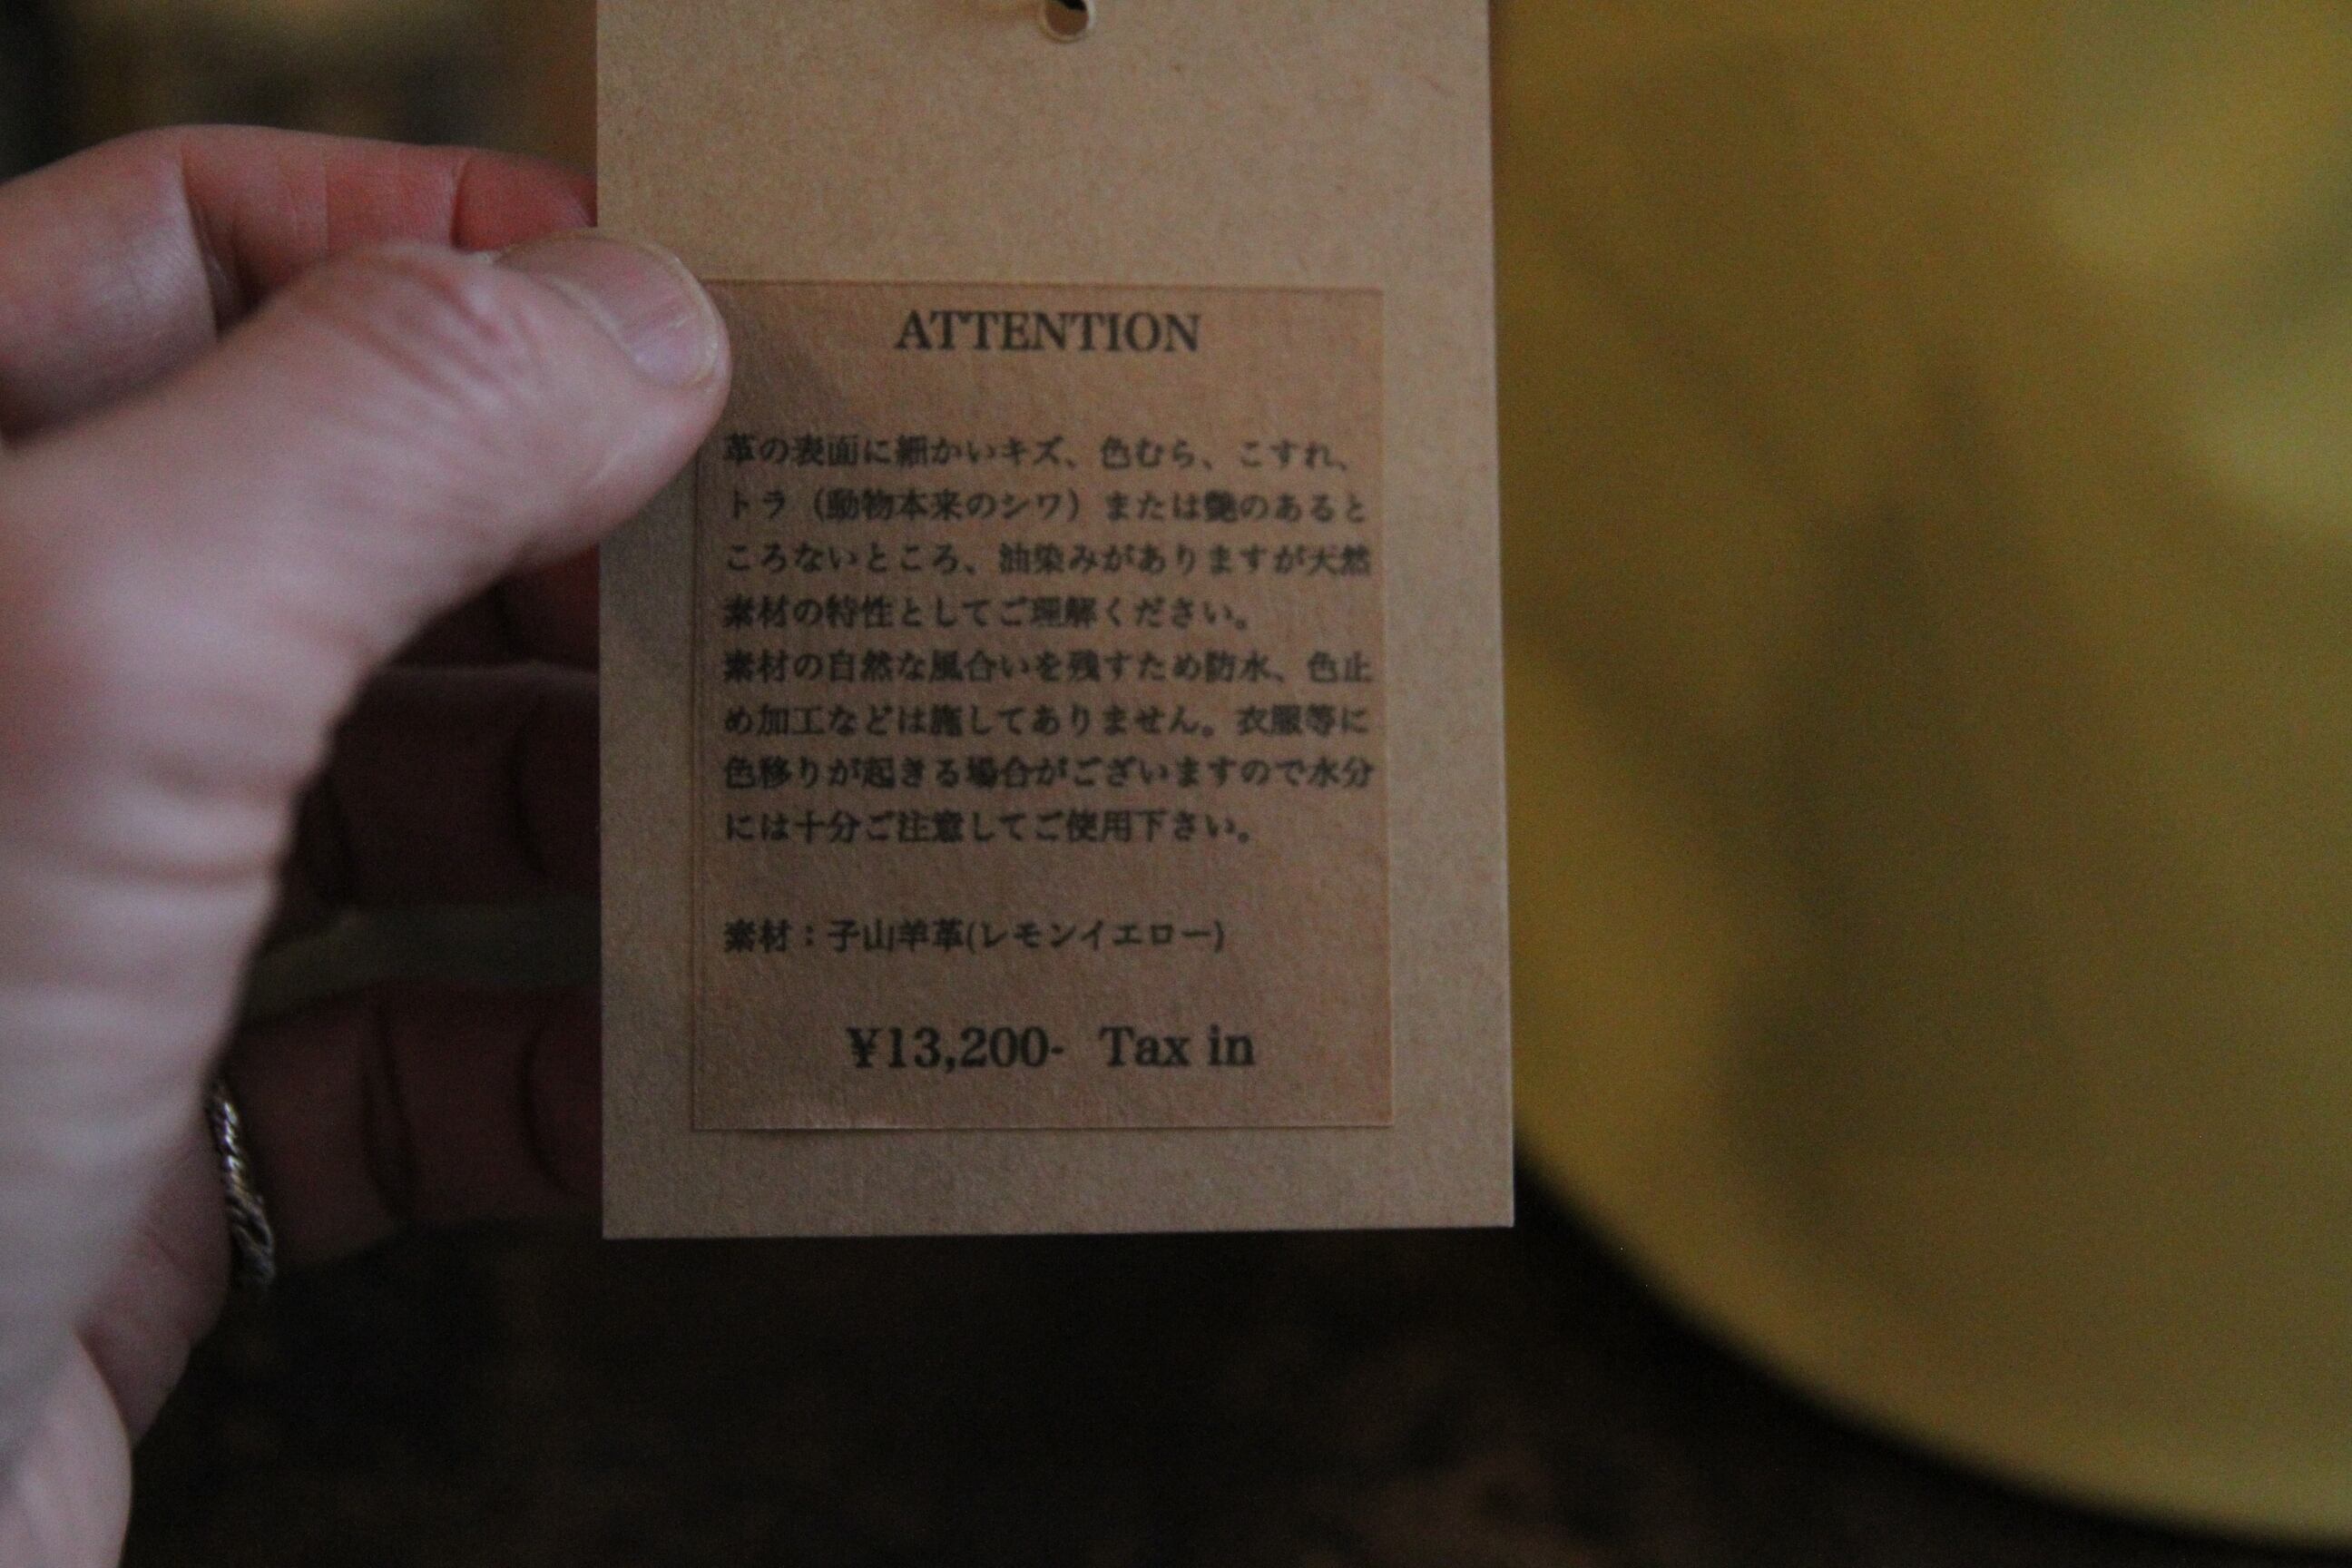 ATTENTION
革の表面に細かいキズ、色むら、こすれ、
トラ（動物本来のシワ）または艶のあると
ころないところ、油染みがありますが天然
素材の特性としてご理解ください。
素材の自然な風合いを残すため防水、色止
め加工などは施してありません。衣服等に
色移りが起きる場合がございますので水分
には十分ご注意してご使用下さい。
素材：子山羊革(レモンイエロー)
¥13,200- Tax in